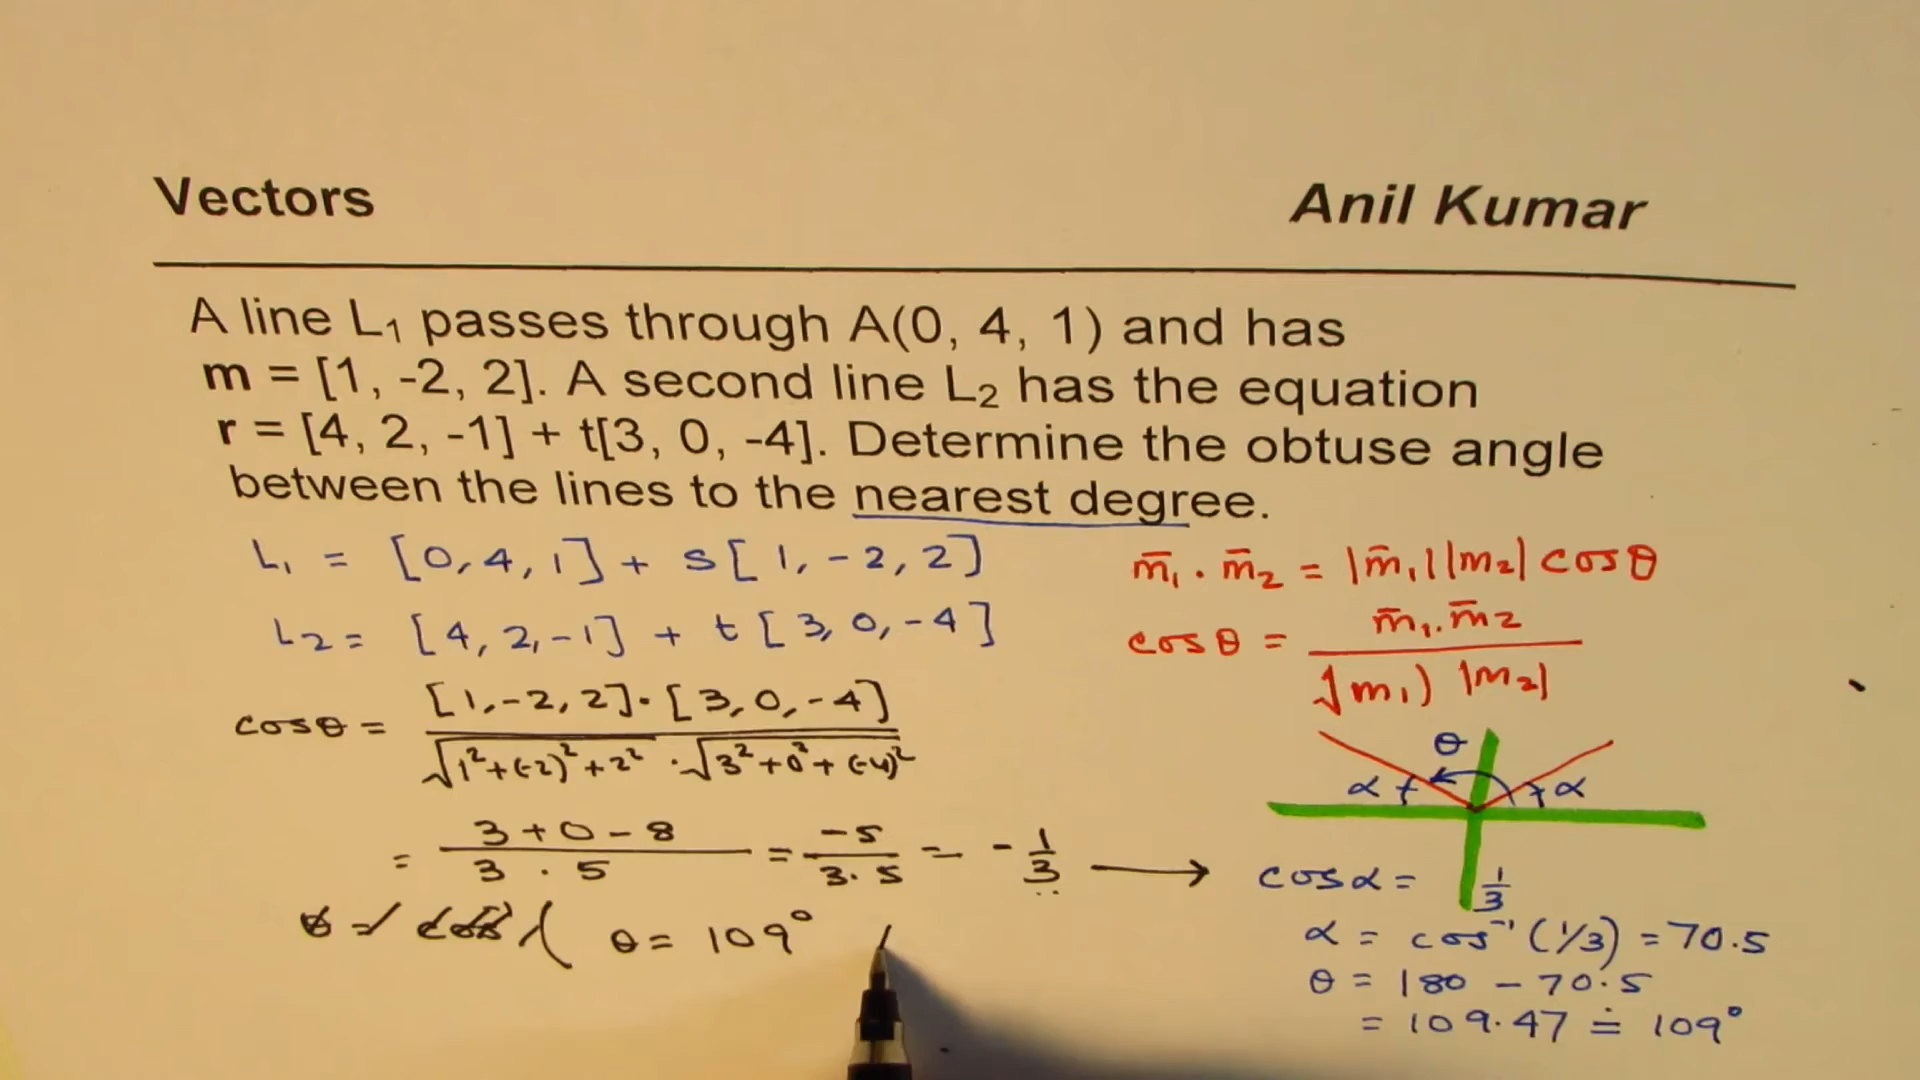 Vectors
Anil Kumar
A line L₁ passes through A(0, 4, 1) and has
m = [1, -2, 2]. A second line L₂ has the equation
r = [4, 2, -1] + t[3, 0, -4]. Determine the obtuse angle
between the lines to the nearest degree.
L₁ = [0, 4, 1] + s[1, -2, 2]
L₂ = [4, 2, -1] + t[3, 0, -4]
cosθ = [1, -2, 2]·[3, 0, -4] / √1²+(-2)²+2² · √3²+0²+(-4)²
= 3+0-8 / 3·5 = -5 / 3·5 = -1/3 →
θ = 109°
m̄₁ · m̄₂ = |m̄₁||m₂| cosθ
cosθ = m̄₁·m̄₂ / |m₁) |m₂|
θ
α α
cosα = 1/3
α = cos⁻¹(1/3) = 70.5
θ = 180 - 70.5
= 109.47 ≐ 109°